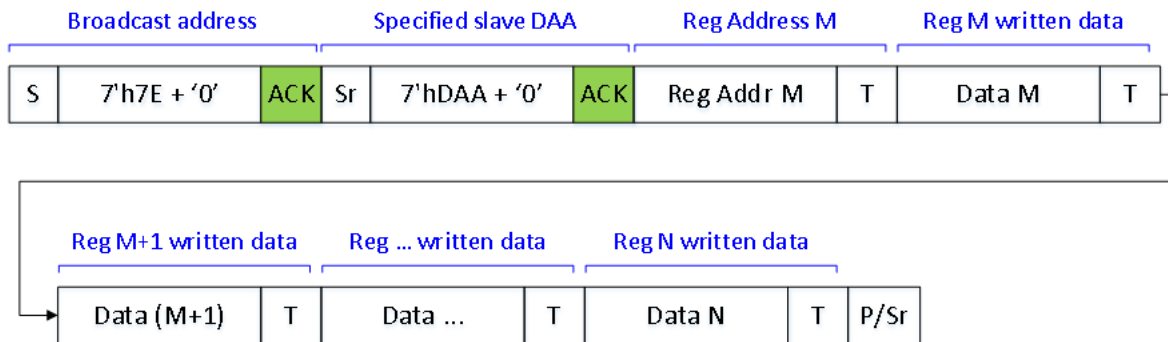 Broadcast address Specified slave DAA Reg Address M Reg M written data
S 7'h7E + ‘0’ ACK Sr 7'hDAA + ‘0’ ACK Reg Addr M T Data M T
Reg M+1 written data Reg ... written data Reg N written data
Data (M+1) T Data ... T Data N T P/Sr